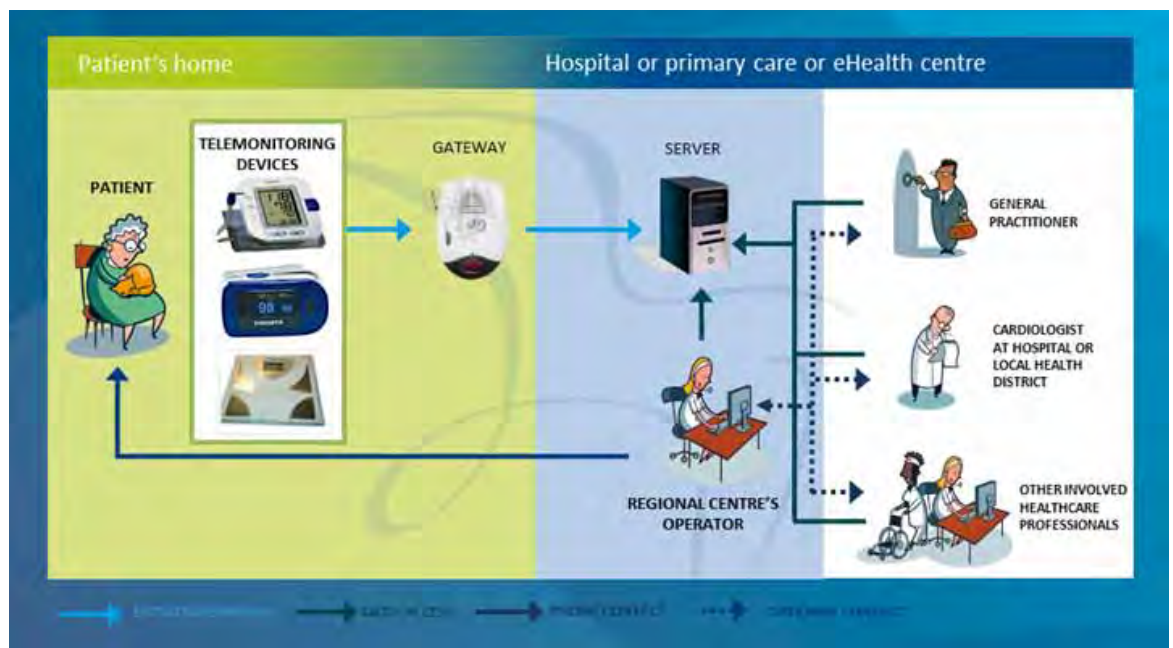 Patient's home
Hospital or primary care or eHealth centre
TELEMONITORING
DEVICES
GATEWAY
SERVER
PATIENT
GENERAL
PRACTITIONER
CARDIOLOGIST
AT HOSPITAL OR
LOCAL HEALTH
DISTRICT
REGIONAL CENTRE'S
OPERATOR
OTHER INVOLVED
HEALTHCARE
PROFESSIONALS